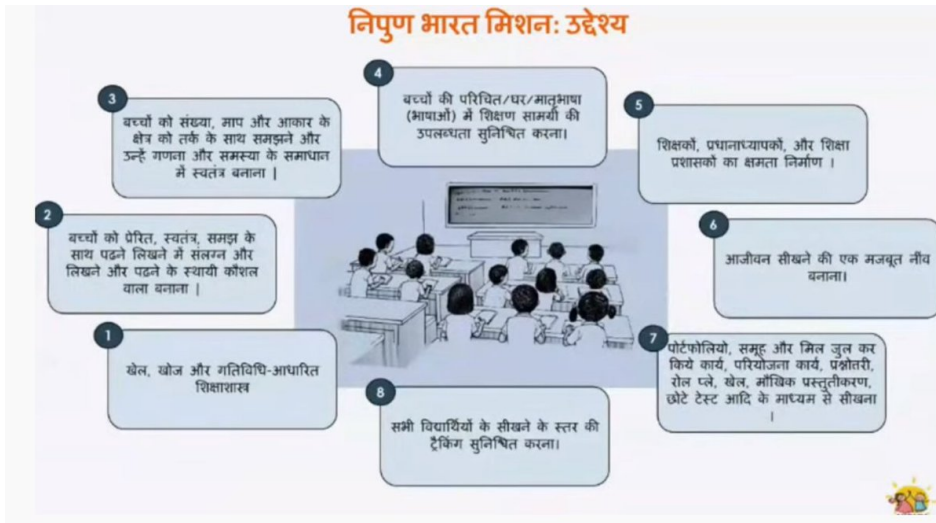 निपुण भारत मिशन: उद्देश्य
1
खेल, खोज और गतिविधि-आधारित
शिक्षाशास्त्र
2
बच्चों को प्रेरित, स्वतंत्र, समझ के
साथ पढने लिखने में संलग्न और
लिखने और पढने के स्थायी कौशल
वाला बनाना |
3
बच्चों को संख्या, माप और आकार के
क्षेत्र को तर्क के साथ समझने और
उन्हें गणना और समस्या के समाधान
में स्वतंत्र बनाना |
4
बच्चों की परिचित/घर/मातृभाषा
(भाषाओं) में शिक्षण सामग्री की
उपलब्धता सुनिश्चित करना।
5
शिक्षकों, प्रधानाध्यापकों, और शिक्षा
प्रशासकों का क्षमता निर्माण ।
6
आजीवन सीखने की एक मजबूत नींव
बनाना।
7
पोर्टफोलियो, समूह और मिल जुल कर
किये कार्य, परियोजना कार्य, प्रश्नोत्तरी,
रोल प्ले, खेल, मौखिक प्रस्तुतीकरण,
छोटे टेस्ट आदि के माध्यम से सीखना
|
8
सभी विद्यार्थियों के सीखने के स्तर की
ट्रैकिंग सुनिश्चित करना।